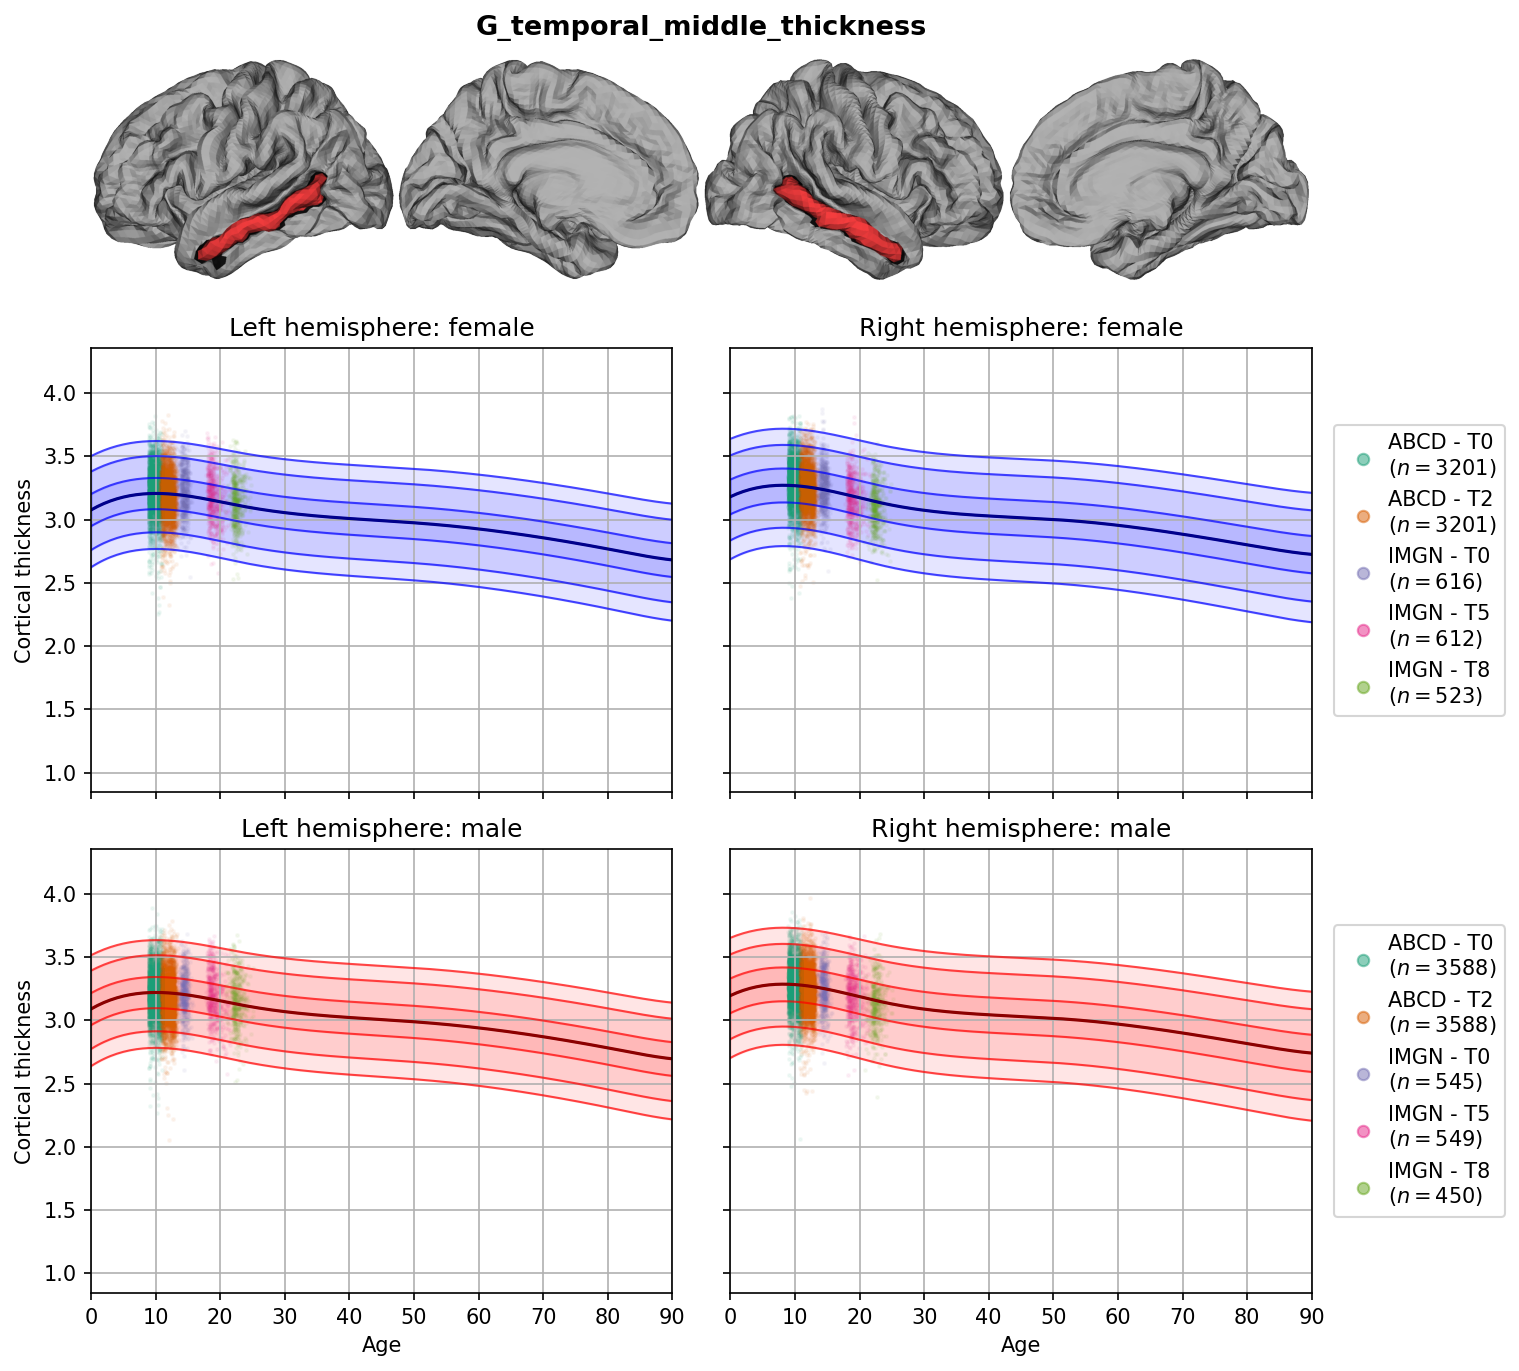 G_temporal_middle_thickness
Left hemisphere: female
Right hemisphere: female
Cortical thickness
4.0
3.5
3.0
2.5
2.0
1.5
1.0
ABCD - T0
(n = 3201)
ABCD - T2
(n = 3201)
IMGN - T0
(n = 616)
IMGN - T5
(n = 612)
IMGN - T8
(n = 523)
Left hemisphere: male
Right hemisphere: male
Cortical thickness
4.0
3.5
3.0
2.5
2.0
1.5
1.0
0 10 20 30 40 50 60 70 80 90
Age
0 10 20 30 40 50 60 70 80 90
Age
ABCD - T0
(n = 3588)
ABCD - T2
(n = 3588)
IMGN - T0
(n = 545)
IMGN - T5
(n = 549)
IMGN - T8
(n = 450)